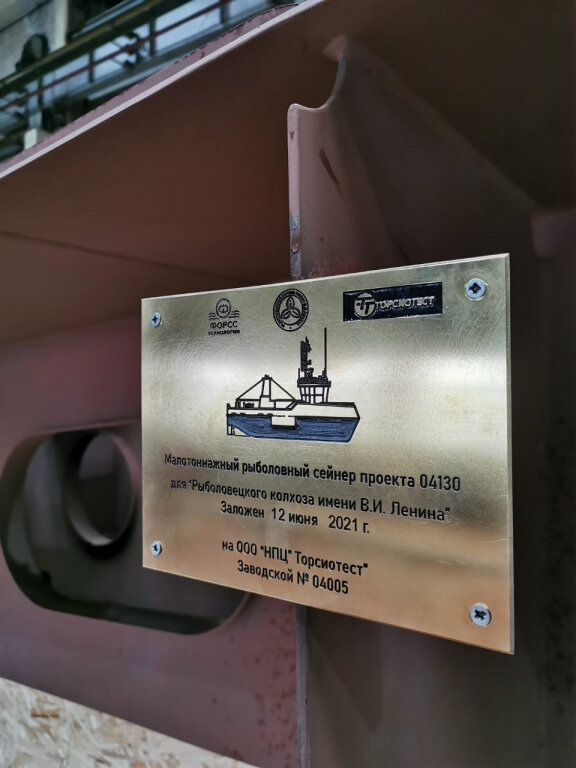 ФОРСС
ТЕХНОЛОГИИ
ТОРСИОТЕСТ
Малотоннажный рыболовный сейнер проекта 04130
для "Рыболовецкого колхоза имени В.И. Ленина"
Заложен 12 июня 2021 г.
на ООО "НПЦ" Торсиотест"
Заводской № 04005